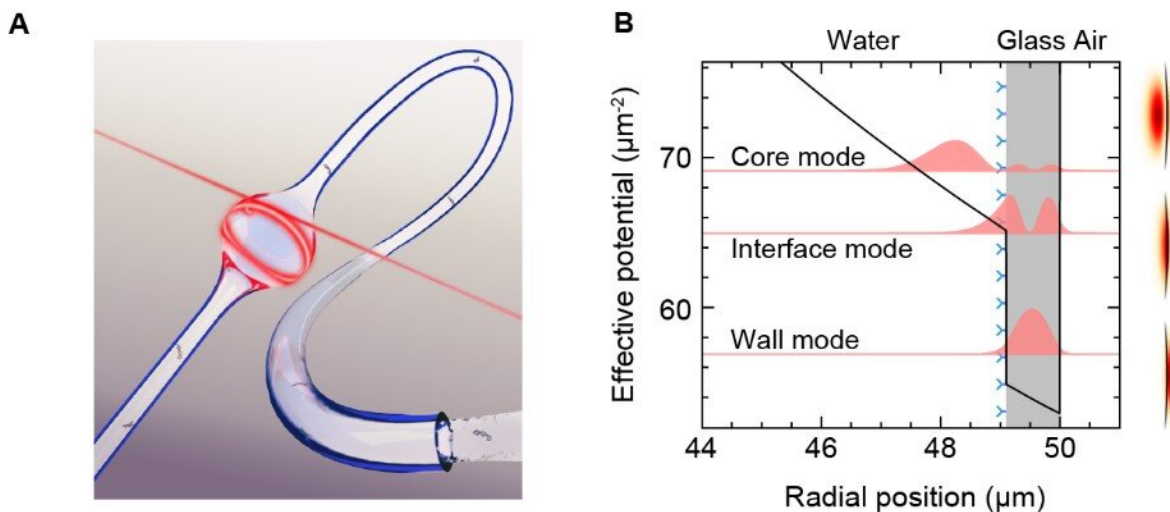 A
B
Water
Glass Air
Effective potential (µm⁻²)
70
60
Core mode
Interface mode
Wall mode
44
46
48
50
Radial position (µm)